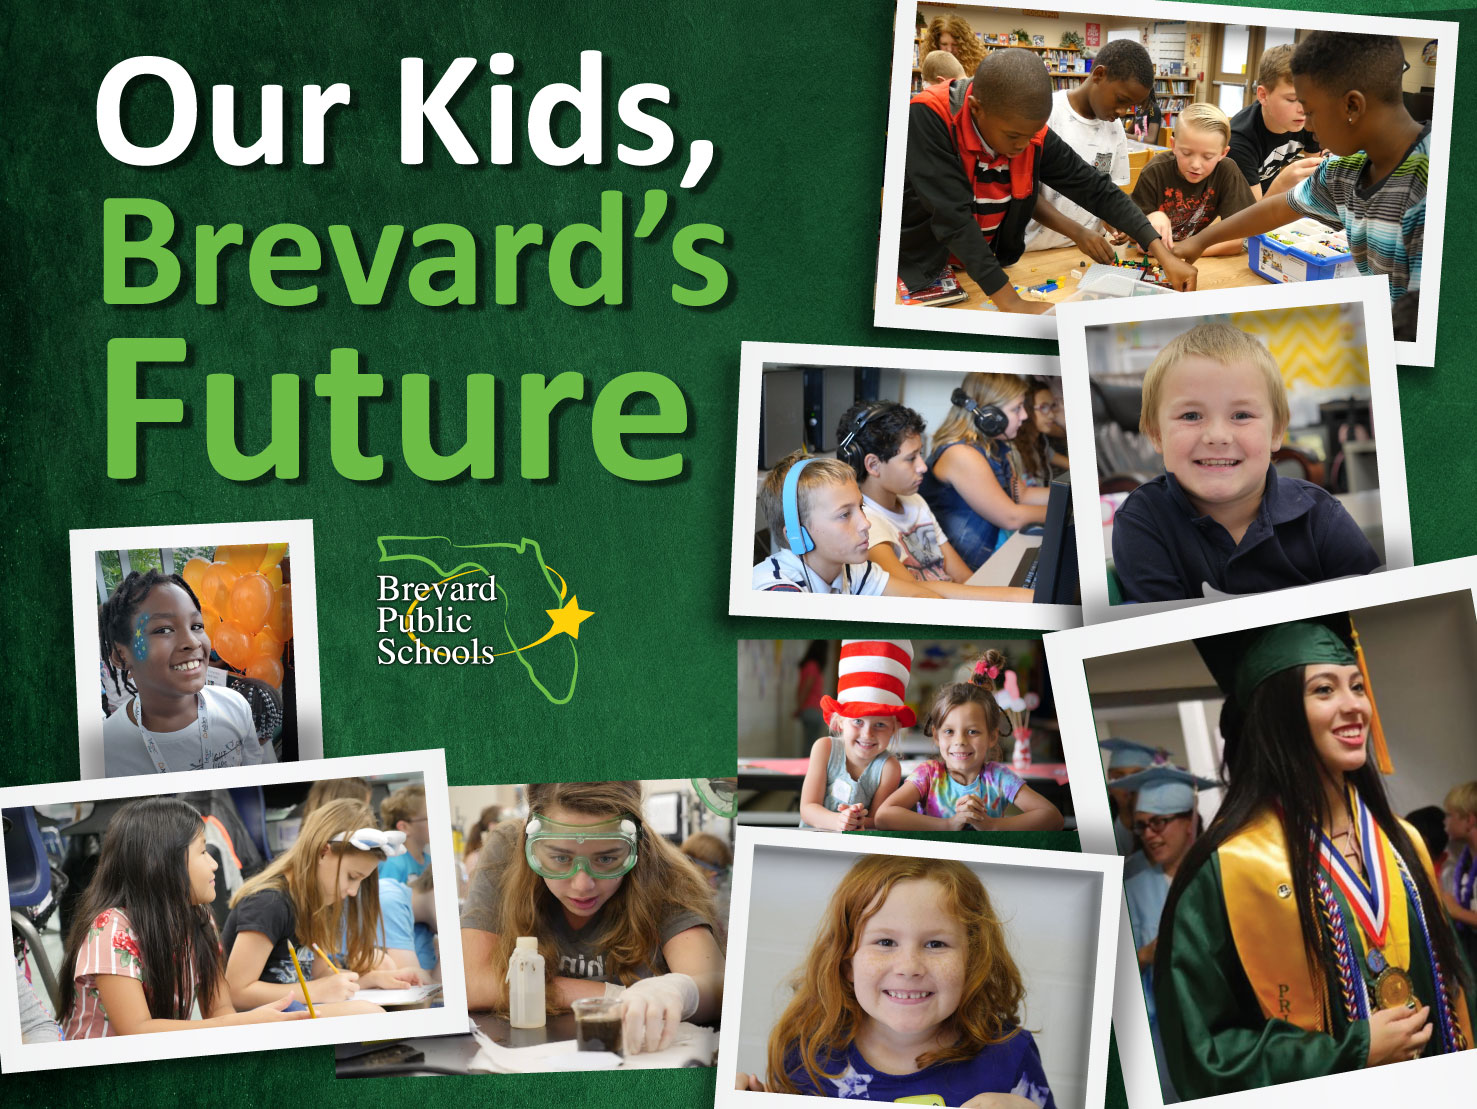 Our Kids,
Brevard's
Future
Brevard
Public
Schools